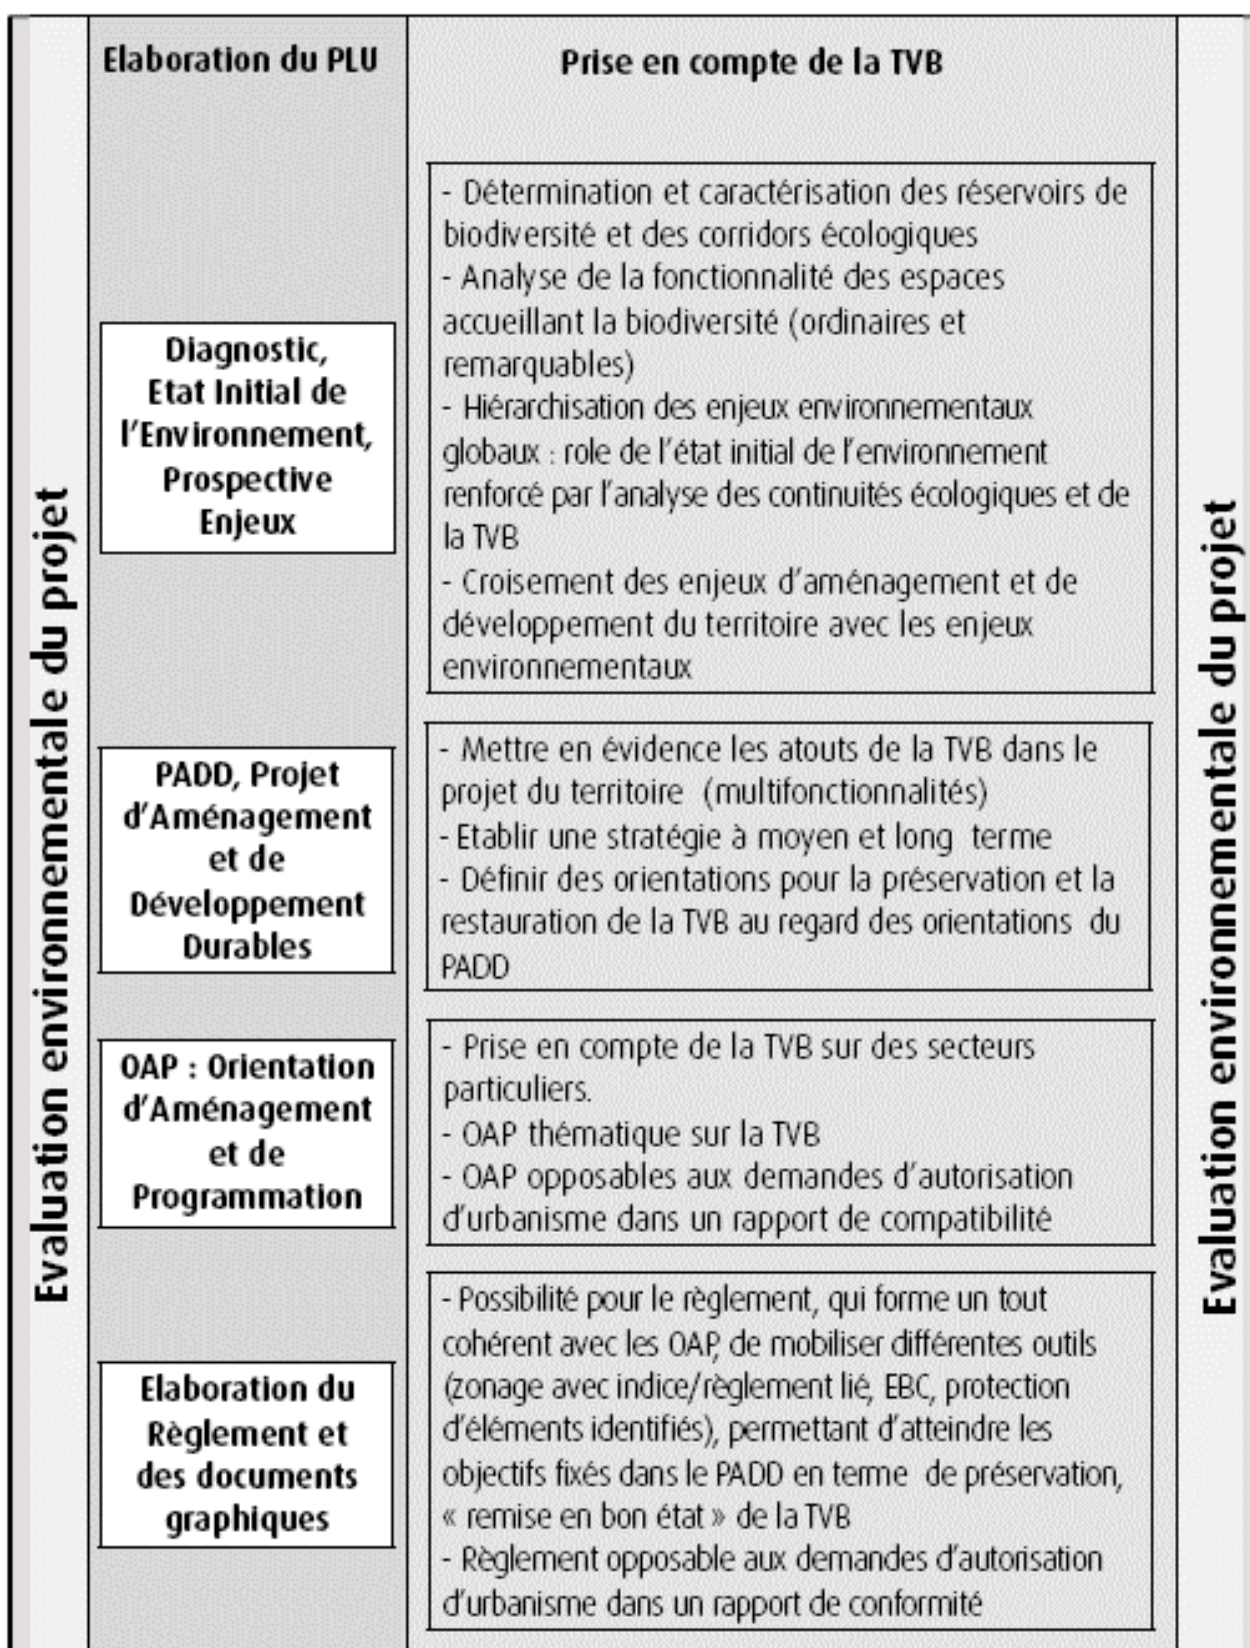 Evaluation environnementale du projet
Elaboration du PLU
Prise en compte de la TVB
Diagnostic,
Etat Initial de
l'Environnement,
Prospective
Enjeux
- Détermination et caractérisation des réservoirs de
biodiversité et des corridors écologiques
- Analyse de la fonctionnalité des espaces
accueillant la biodiversité (ordinaires et
remarquables)
- Hiérarchisation des enjeux environnementaux
globaux : role de l'état initial de l'environnement
renforcé par l'analyse des continuités écologiques et de
la TVB
- Croisement des enjeux d'aménagement et de
développement du territoire avec les enjeux
environnementaux
PADD, Projet
d'Aménagement
et de
Développement
Durables
- Mettre en évidence les atouts de la TVB dans le
projet du territoire (multifonctionnalités)
- Etablir une stratégie à moyen et long terme
- Définir des orientations pour la préservation et la
restauration de la TVB au regard des orientations du
PADD
OAP : Orientation
d'Aménagement
et de
Programmation
- Prise en compte de la TVB sur des secteurs
particuliers.
- OAP thématique sur la TVB
- OAP opposables aux demandes d'autorisation
d'urbanisme dans un rapport de compatibilité
Elaboration du
Règlement et
des documents
graphiques
- Possibilité pour le règlement, qui forme un tout
cohérent avec les OAP, de mobiliser différentes outils
(zonage avec indice/règlement lié, EBC, protection
d'éléments identifiés), permettant d'atteindre les
objectifs fixés dans le PADD en terme de préservation,
« remise en bon état » de la TVB
- Règlement opposable aux demandes d'autorisation
d'urbanisme dans un rapport de conformité
Evaluation environnementale du projet